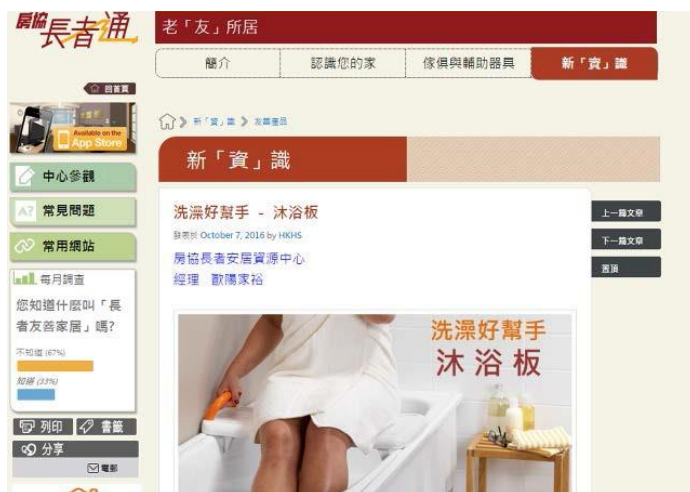 房協
長者通
老「友」所居
簡介
認識您的家
傢俱與輔助器具
新「資」識
回首頁
Available on the
App Store
新「資」識
友善產品
新「資」識
中心參觀
A?
常見問題
常用網站
每月調查
您知道什麼叫「長
者友善家居」嗎?
不知道 (67%)
知道 (33%)
列印
書籤
分享
電郵
洗澡好幫手 - 沐浴板
發表於 October 7, 2016 by HKHS
房協長者安居資源中心
經理 歐陽家裕
洗澡好幫手
沐浴板
上一篇文章
下一篇文章
置頂